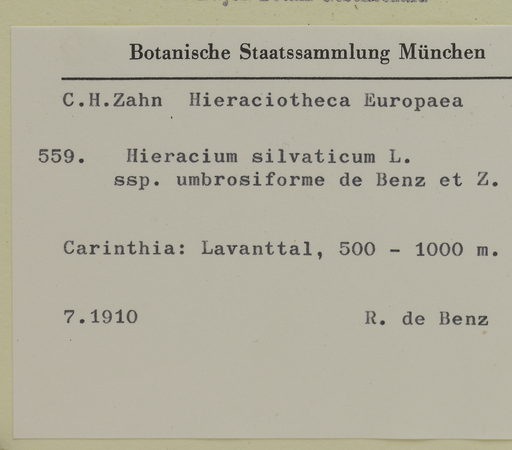 Botanische Staatssammlung München
C.H.Zahn Hieraciotheca Europaea
559. Hieracium silvaticum L.
ssp. umbrosiforme de Benz et Z.
Carinthia: Lavanttal, 500 - 1000 m.
7.1910 R. de Benz